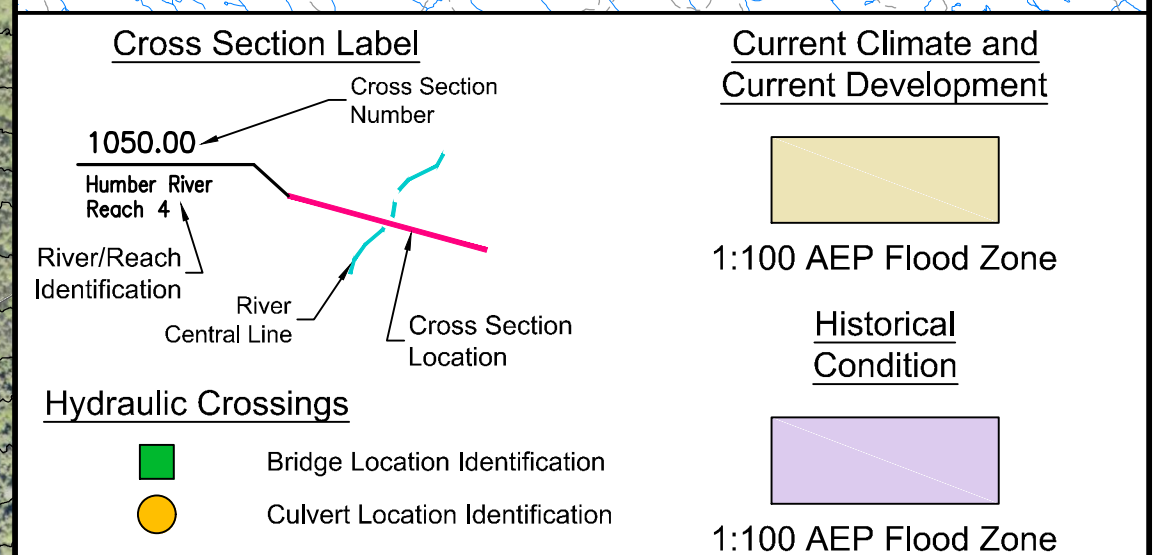 Cross Section Label
Cross Section
Number
1050.00
Humber River
Reach 4
River/Reach
Identification
River
Central Line
Cross Section
Location
Hydraulic Crossings
Bridge Location Identification
Culvert Location Identification
Current Climate and
Current Development
1:100 AEP Flood Zone
Historical
Condition
1:100 AEP Flood Zone